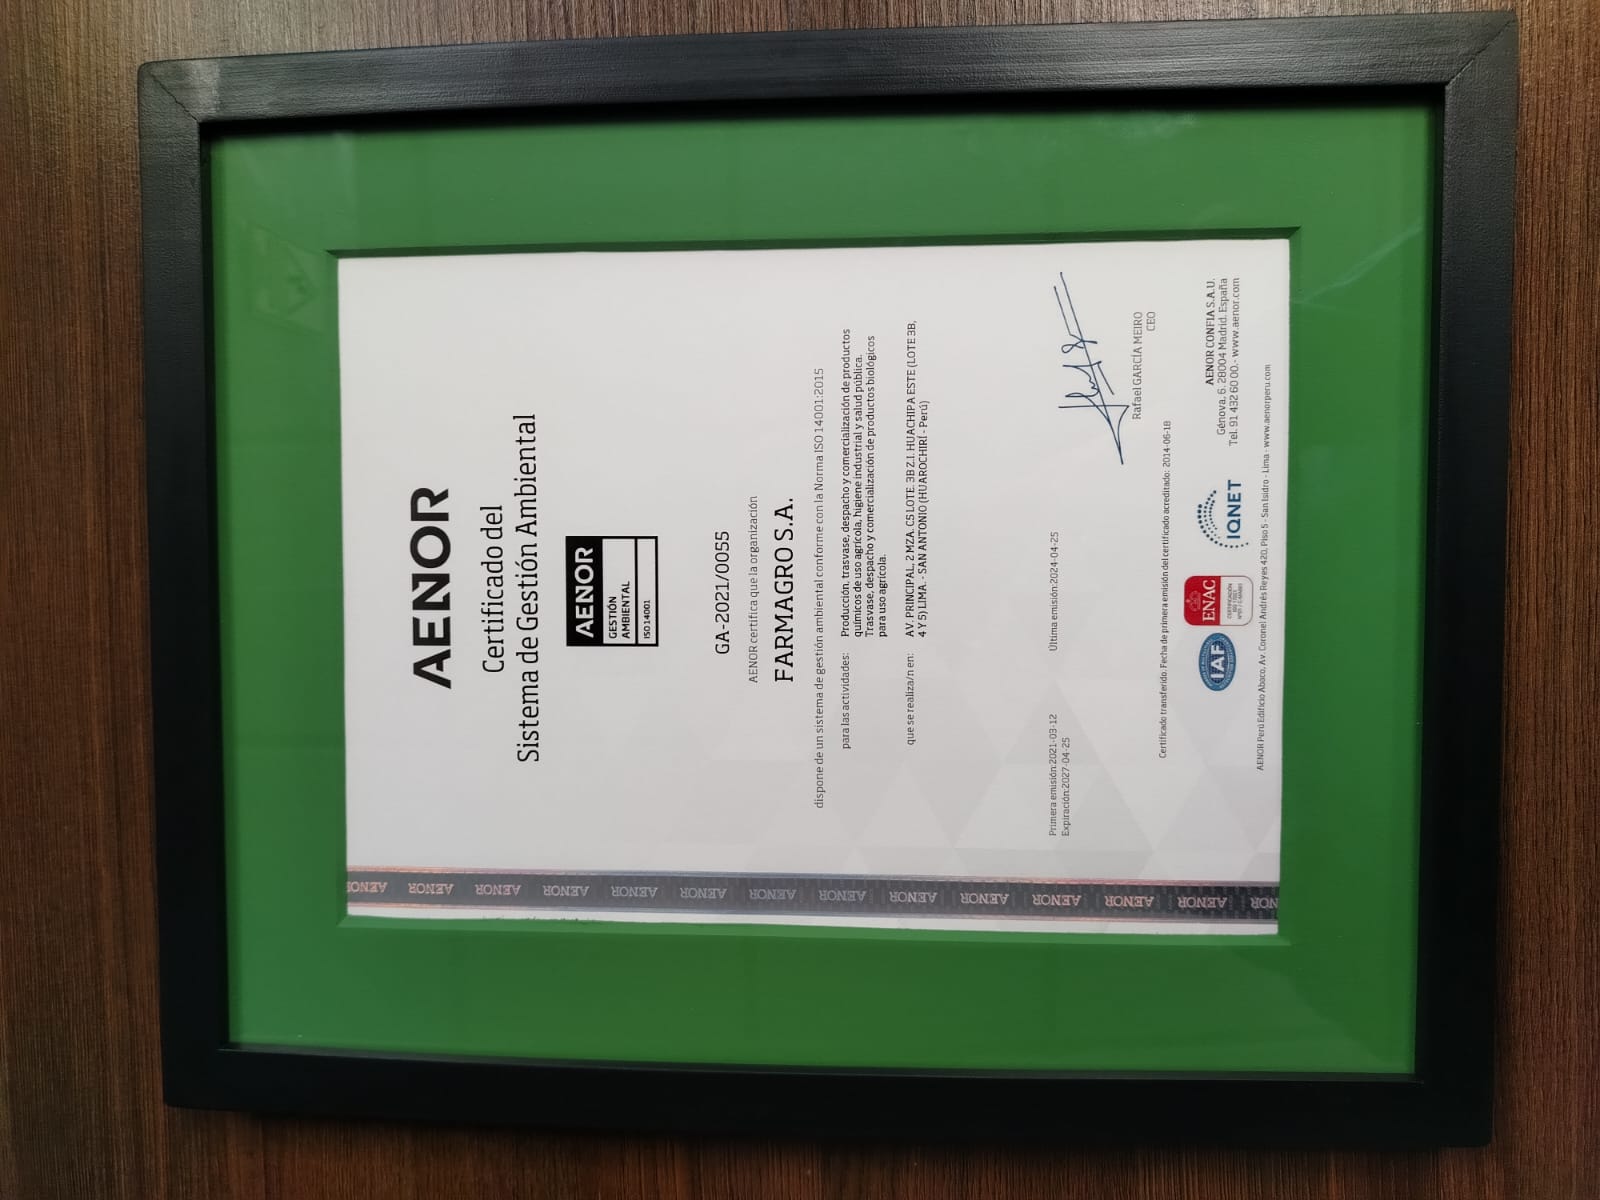 AENOR
Certificado del
Sistema de Gestión Ambiental
AENOR
GESTIÓN
AMBIENTAL
ISO 14001
GA-2021/0055
AENOR certifica que la organización
FARMAGRO S.A.
dispone de un sistema de gestión ambiental conforme con la Norma ISO 14001:2015
para las actividades: Producción, trasvase, despacho y comercialización de productos
químicos de uso agrícola, higiene industrial y salud pública.
Trasvase, despacho y comercialización de productos biológicos
para uso agrícola.
que se realiza/n en: AV. PRINCIPAL, 2 MZA. C5 LOTE. 3B Z.I. HUACHIPA ESTE (LOTE 3B,
4 Y 5) LIMA. - SAN ANTONIO (HUAROCHIRÍ - Perú)
Primera emisión:2021-03-12 Última emisión:2024-04-25
Expiración:2027-04-25
Rafael GARCÍA MEIRO
CEO
Certificado transferido. Fecha de primera emisión del certificado acreditado: 2014-06-18
IAF
ENAC
CERTIFICACIÓN
IQNET
AENOR CONFIA S.A.U.
Génova, 6. 28004 Madrid. España
Tel. 91 432 60 00.- www.aenor.com
AENOR Perú Edificio Abaco, Av. Coronel Andrés Reyes 420, Piso 5 - San Isidro - Lima - www.aenorperu.com
AENOR AENOR AENOR AENOR AENOR AENOR AENOR AENOR AENOR AENOR AENOR AENOR AENOR